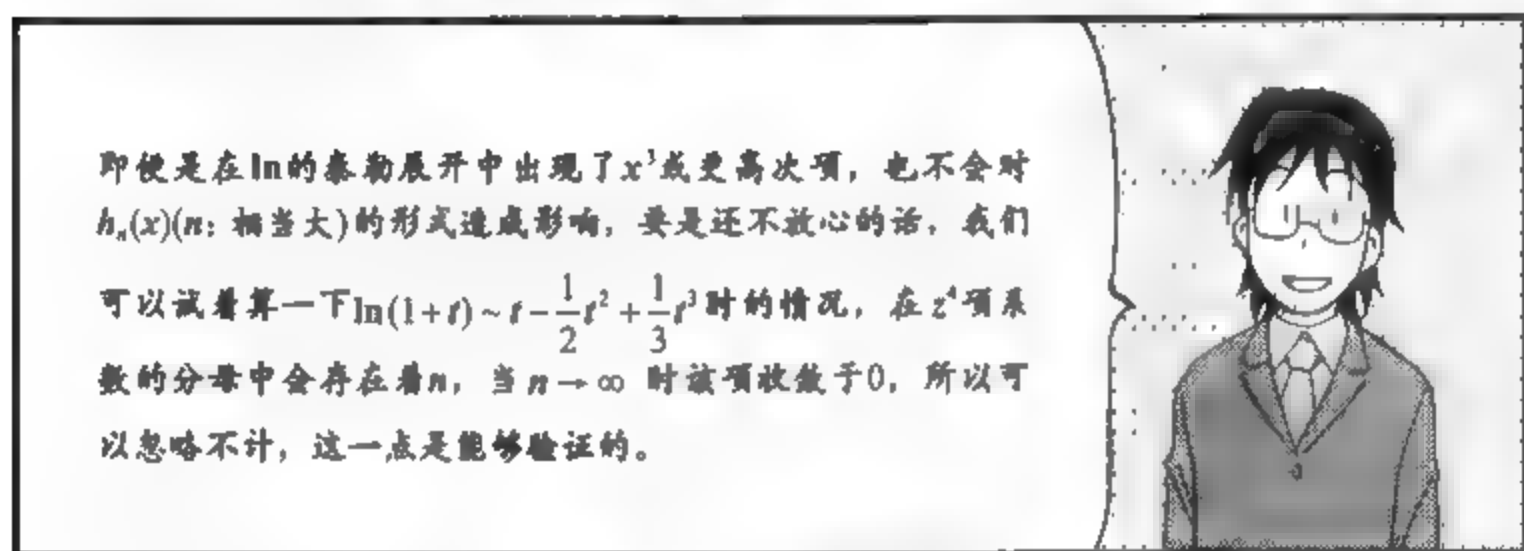 即使是在ln的泰勒展开中出现了x³或更高次项，也不会对
hₙ(x)(n：相当大)的形式造成影响，要是还不放心的话，我们
可以试着算一下ln(1+t) ~ t - 1/2 t² + 1/3 t³ 时的情况，在z⁴项系
数的分母中会存在着n，当 n→∞ 时该项收敛于0，所以可
以忽略不计，这一点是能够验证的。